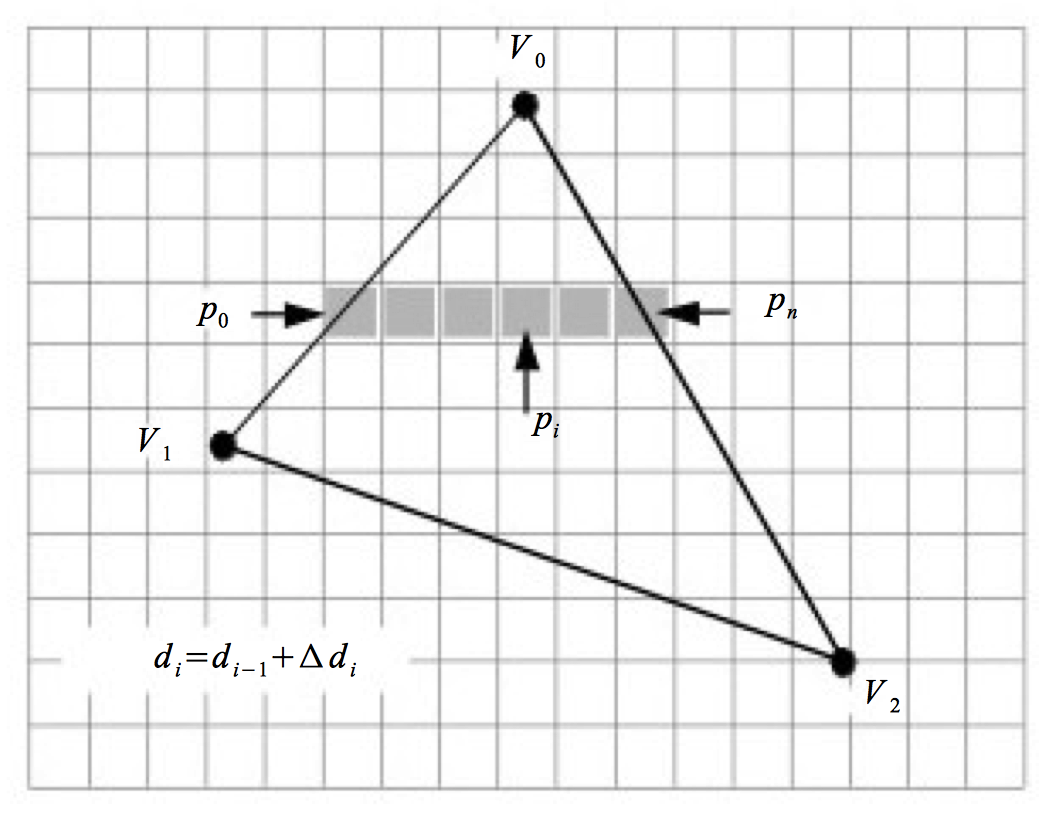 V₀
p₀
pₙ
pᵢ
V₁
dᵢ=dᵢ₋₁+Δdᵢ
V₂